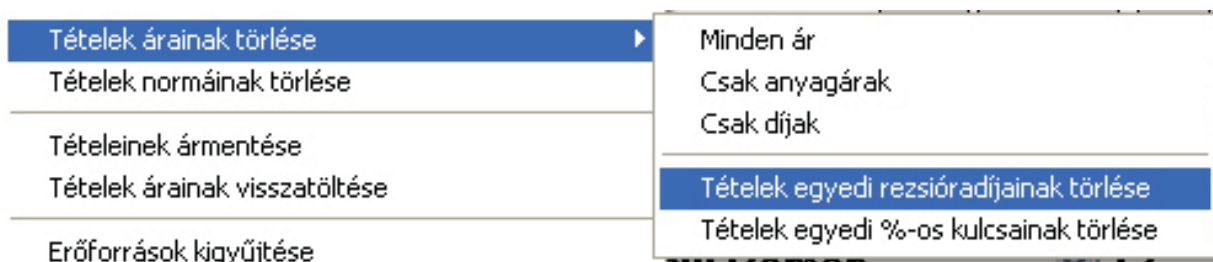 Tételek árainak törlése
Tételek normáinak törlése
Tételeinek ármentése
Tételek árainak visszatöltése
Erőforrások kigyűjtése
Minden ár
Csak anyagárak
Csak díjak
Tételek egyedi rezsióradíjainak törlése
Tételek egyedi %-os kulcsainak törlése